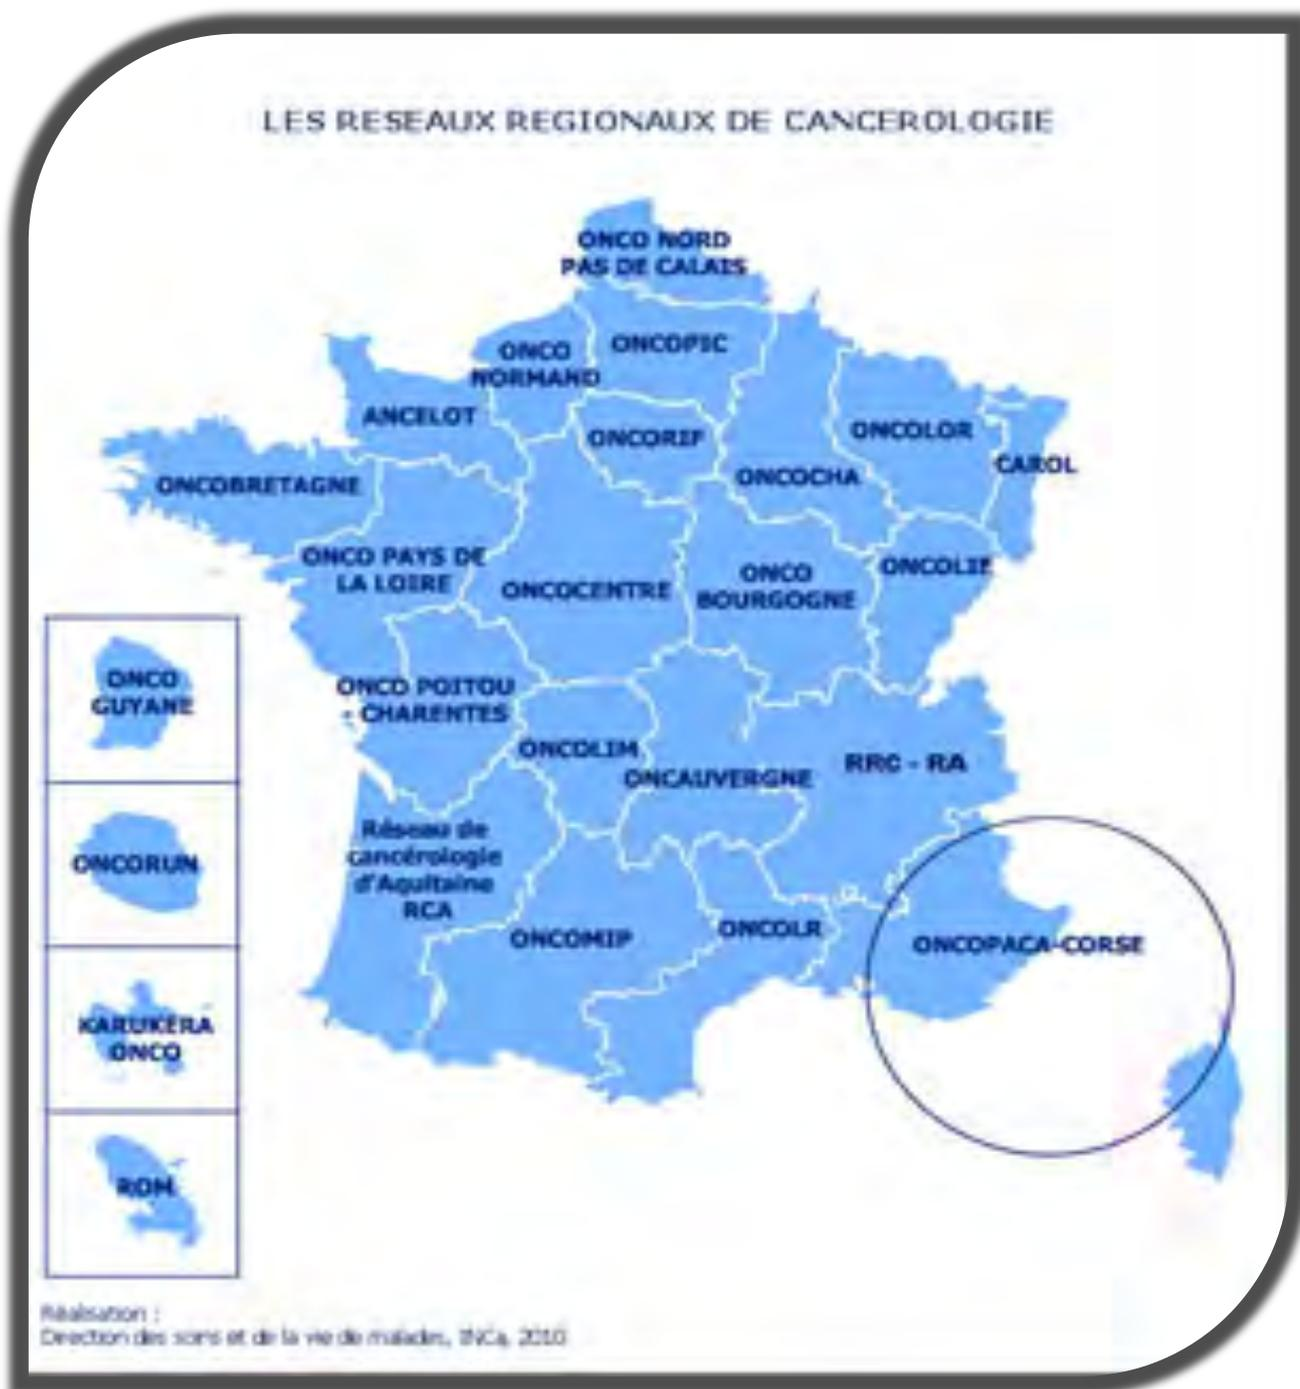 LES RESEAUX REGIONAUX DE CANCEROLOGIE
ONCO NORD
PAS DE CALAIS
ONCOPIC
ONCO
NORMAND
ANCELOT
ONCORIF
ONCOLOR
CAROL
ONCOCHA
ONCOBRETAGNE
ONCO PAYS DE
LA LOIRE
ONCOCENTRE
ONCO
BOURGOGNE
ONCOLIE
ONCO POITOU
- CHARENTES
ONCOLIM
ONCAUVERGNE
RRC - RA
Réseau de
cancérologie
d'Aquitaine
RCA
ONCOMIP
ONCOLR
ONCOPACA-CORSE
ONCO
GUYANE
ONCORUN
KARUKERA
ONCO
ROM
Réalisation :
Direction des soins et de la vie de malades, INCa, 2010